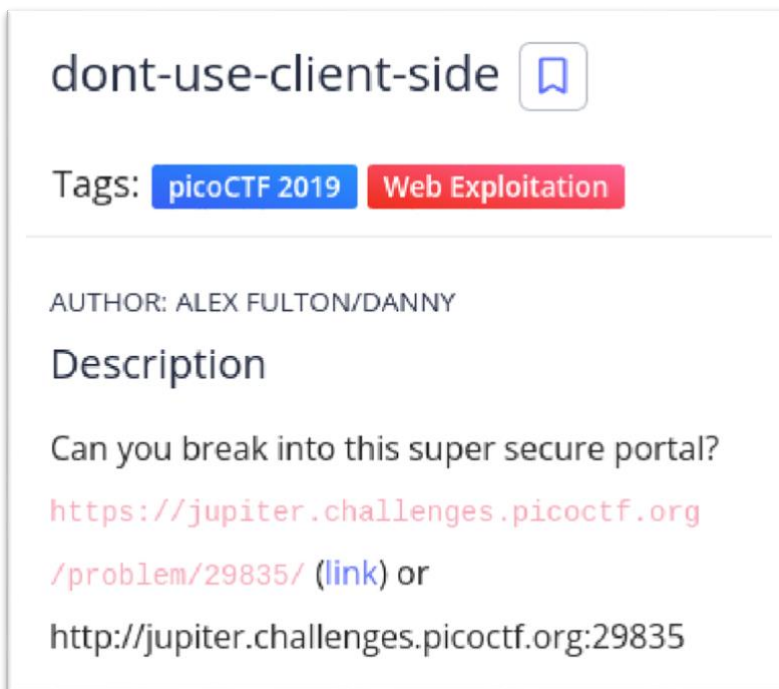 dont-use-client-side
Tags: picoCTF 2019 Web Exploitation
AUTHOR: ALEX FULTON/DANNY
Description
Can you break into this super secure portal?
https://jupiter.challenges.picoctf.org
/problem/29835/ (link) or
http://jupiter.challenges.picoctf.org:29835